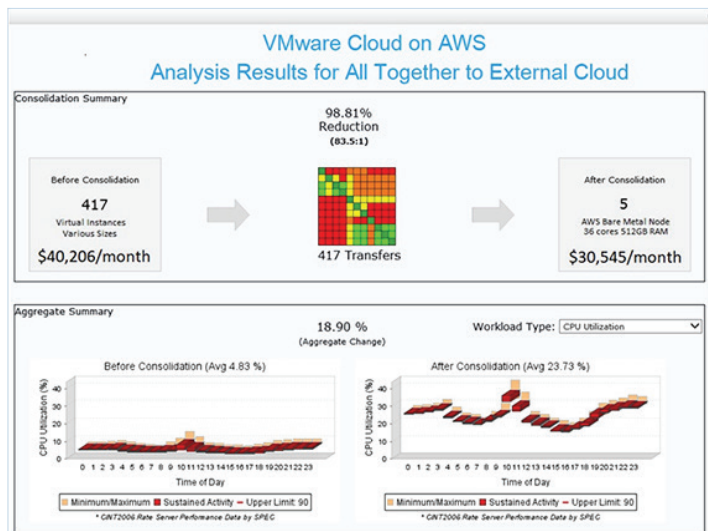 VMware Cloud on AWS
Analysis Results for All Together to External Cloud
Consolidation Summary
98.81%
Reduction
(83.5:1)
Before Consolidation
417
Virtual Instances
Various Sizes
$40,206/month
417 Transfers
After Consolidation
5
AWS Bare Metal Node
36 cores 512GB RAM
$30,545/month
Aggregate Summary
18.90 %
(Aggregate Change)
Workload Type: CPU Utilization
Before Consolidation (Avg 4.83 %)
CPU Utilization (%)
40
30
20
10
0
0 1 2 3 4 5 6 7 8 9 10 11 12 13 14 15 16 17 18 19 20 21 22 23
Time of Day
Minimum/Maximum Sustained Activity Upper Limit: 90
* CINT2006 Rate Server Performance Data by SPEC
After Consolidation (Avg 23.73 %)
CPU Utilization (%)
40
30
20
10
0
0 1 2 3 4 5 6 7 8 9 10 11 12 13 14 15 16 17 18 19 20 21 22 23
Time of Day
Minimum/Maximum Sustained Activity Upper Limit: 90
* CINT2006 Rate Server Performance Data by SPEC